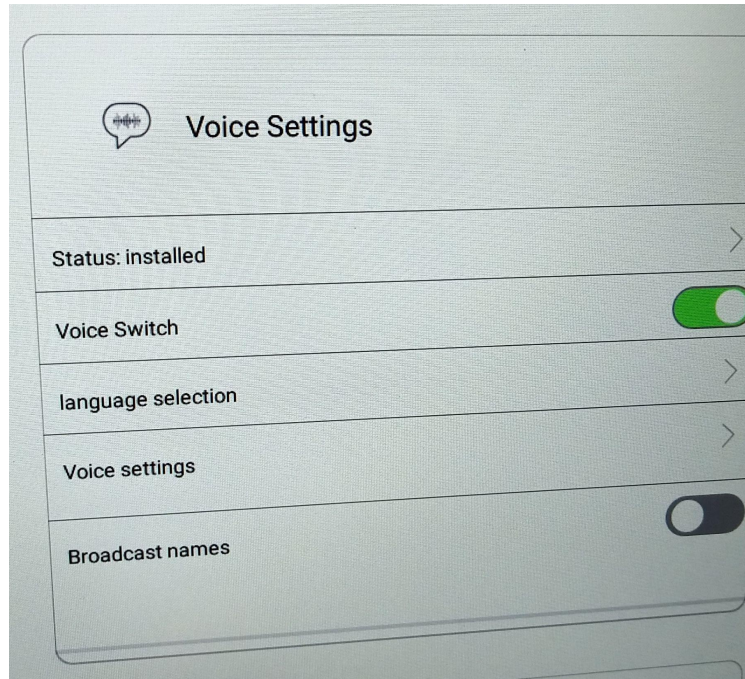 Voice Settings
Status: installed
Voice Switch
language selection
Voice settings
Broadcast names